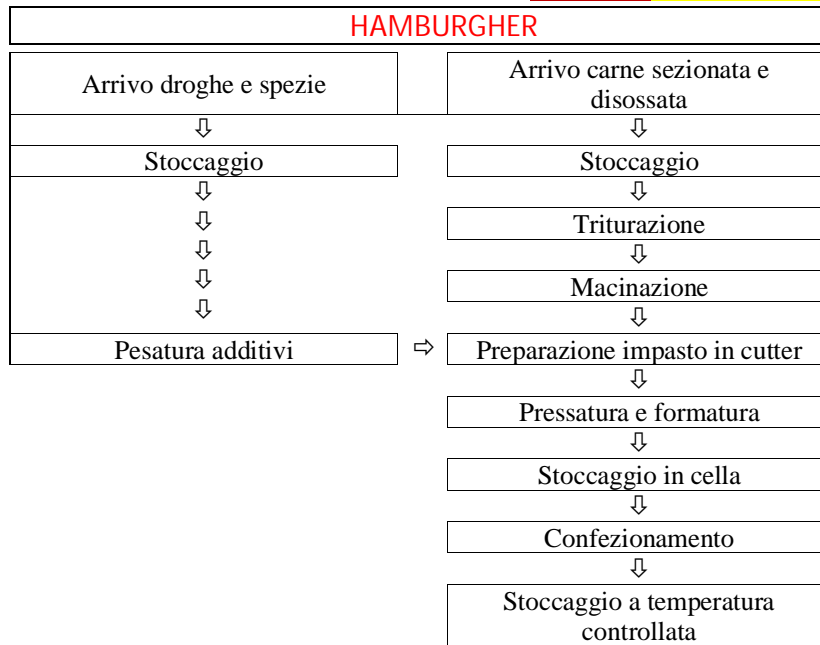 HAMBURGHER
Arrivo droghe e spezie
Arrivo carne sezionata e
disossata
⇩ ⇩
Stoccaggio
Stoccaggio
⇩ ⇩
⇩
Triturazione
⇩ ⇩
⇩
Macinazione
⇩ ⇩
Pesatura additivi
⇨
Preparazione impasto in cutter
⇩
Pressatura e formatura
⇩
Stoccaggio in cella
⇩
Confezionamento
⇩
Stoccaggio a temperatura
controllata